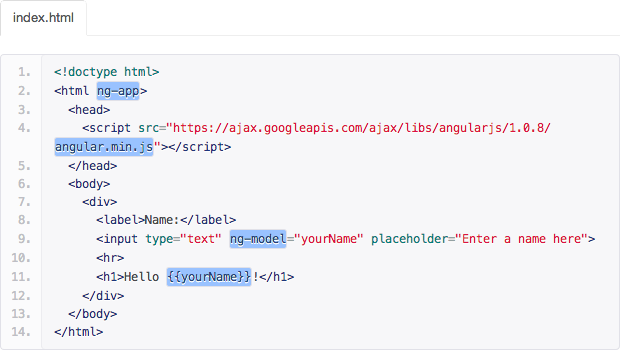 index.html
1. <!doctype html>
2. <html ng-app>
3. <head>
4. <script src="https://ajax.googleapis.com/ajax/libs/angularjs/1.0.8/
angular.min.js"></script>
5. </head>
6. <body>
7. <div>
8. <label>Name:</label>
9. <input type="text" ng-model="yourName" placeholder="Enter a name here">
10. <hr>
11. <h1>Hello {{yourName}}!</h1>
12. </div>
13. </body>
14. </html>